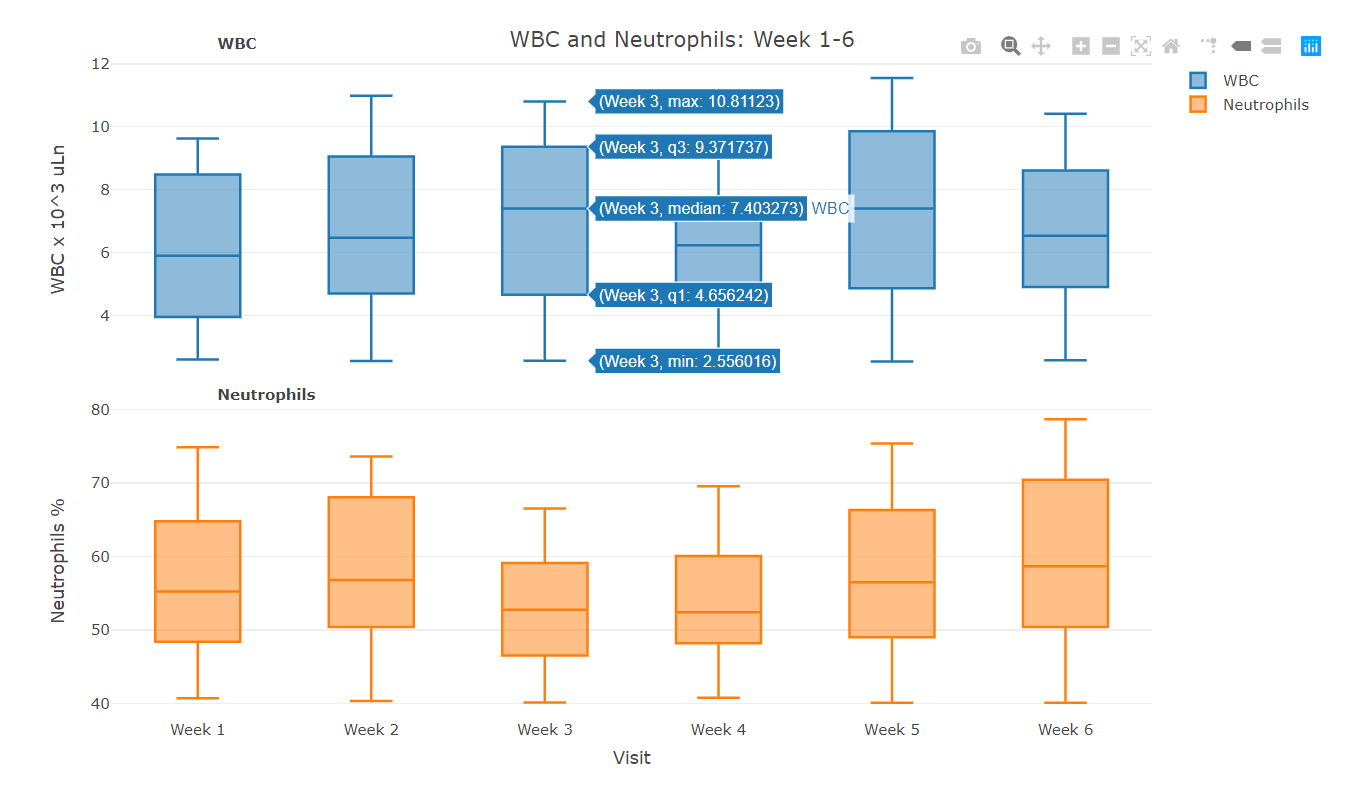 WBC and Neutrophils: Week 1-6
WBC
WBC
Neutrophils
12
10
8
6
4
WBC x 10^3 uLn
(Week 3, max: 10.81123)
(Week 3, q3: 9.371737)
(Week 3, median: 7.403273) WBC
(Week 3, q1: 4.656242)
(Week 3, min: 2.556016)
Neutrophils
80
70
60
50
40
Neutrophils %
Week 1 Week 2 Week 3 Week 4 Week 5 Week 6
Visit